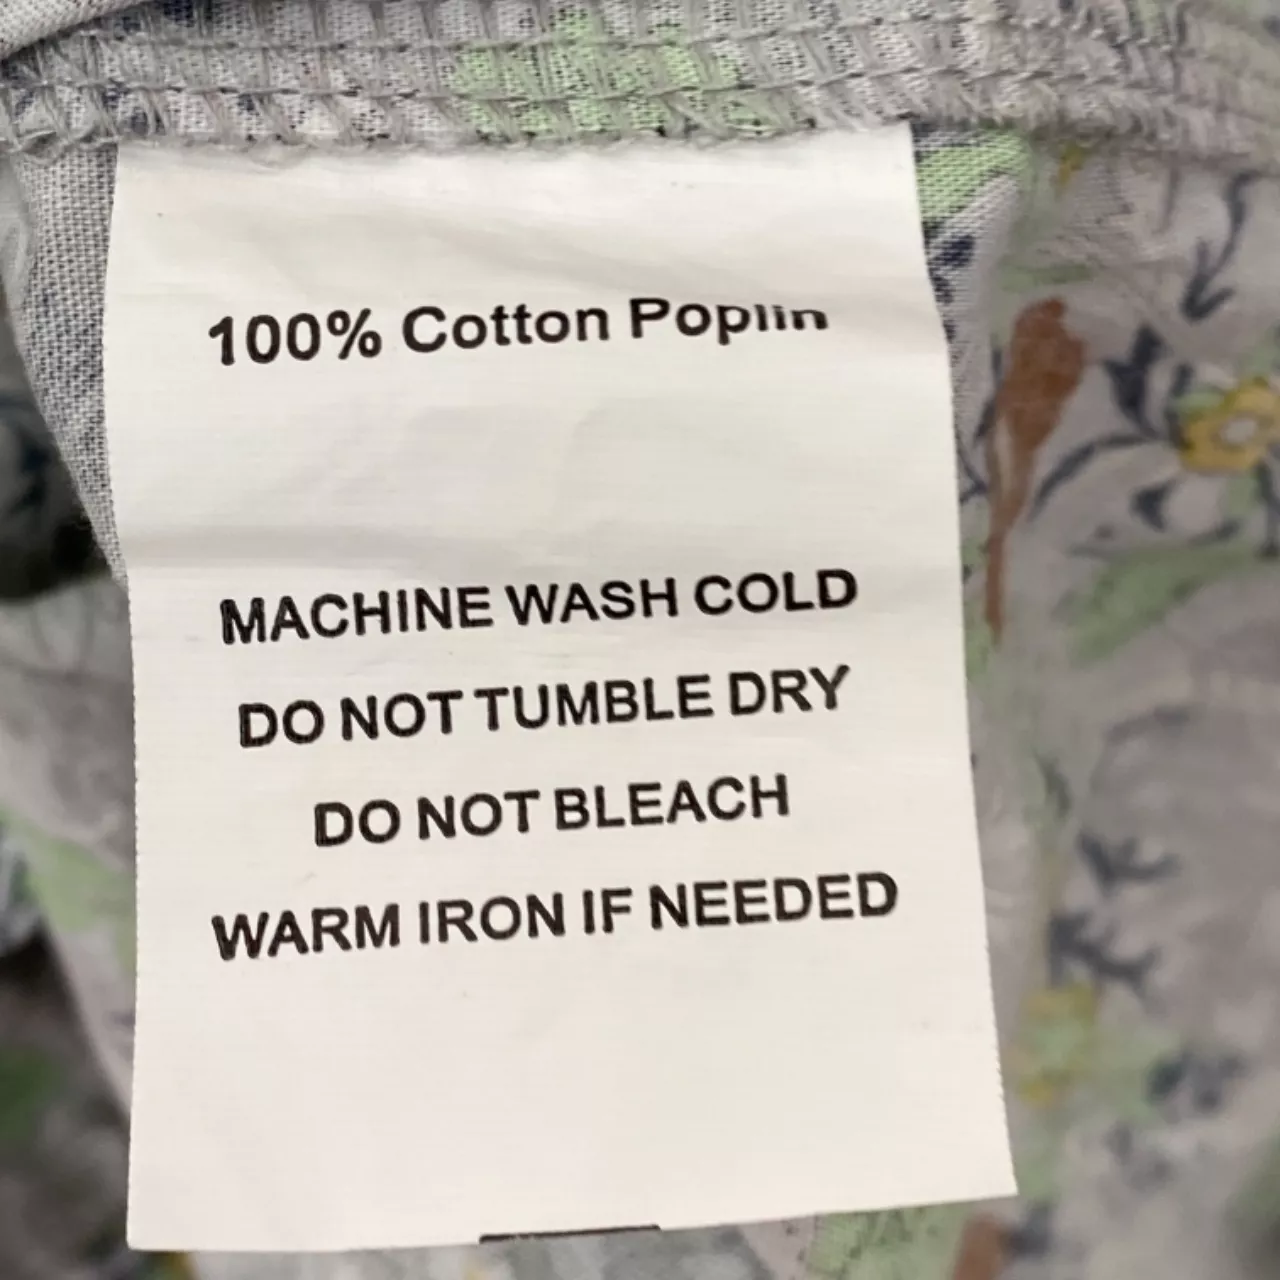 100% Cotton Poplin
MACHINE WASH COLD
DO NOT TUMBLE DRY
DO NOT BLEACH
WARM IRON IF NEEDED